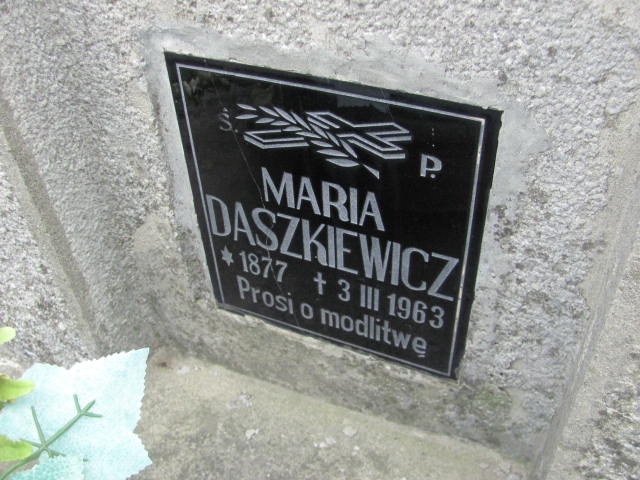 Ś. P.
MARIA
DASZKIEWICZ
* 1877 † 3 III 1963
Prosi o modlitwę